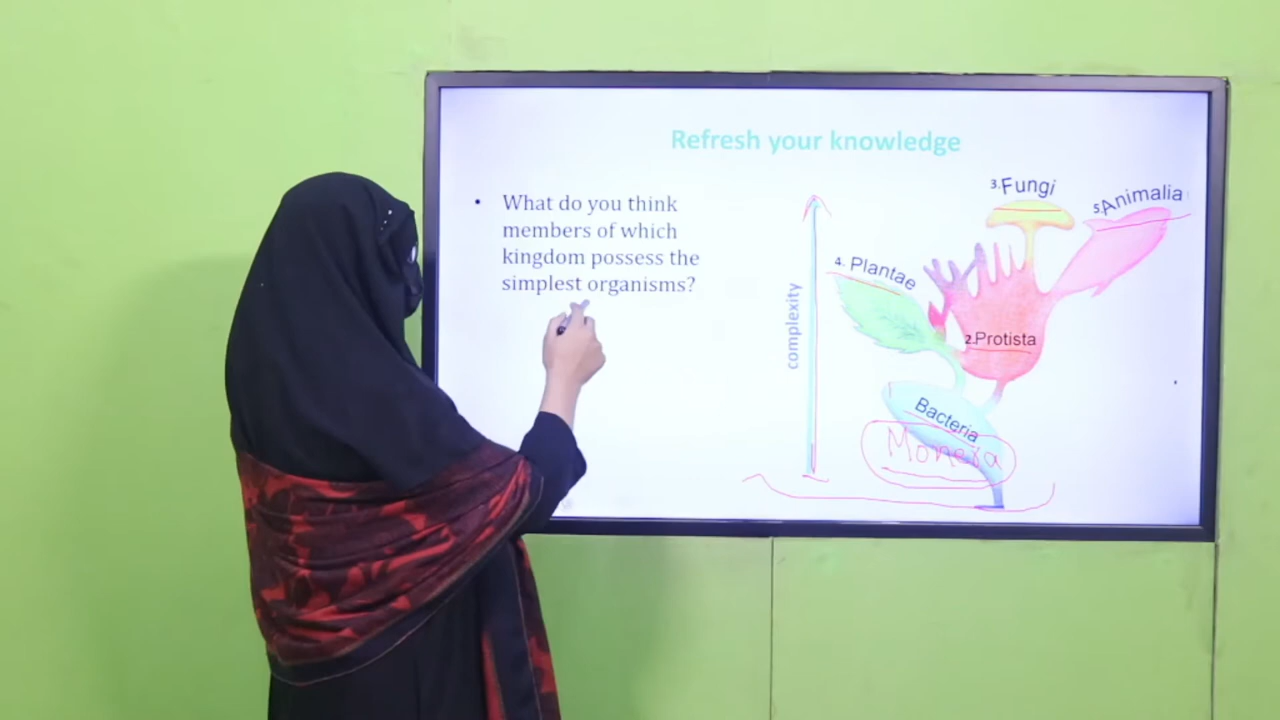 Refresh your knowledge
• What do you think
members of which
kingdom possess the
simplest organisms?
complexity
3.Fungi
5.Animalia
4. Plantae
2.Protista
Bacteria
Monera